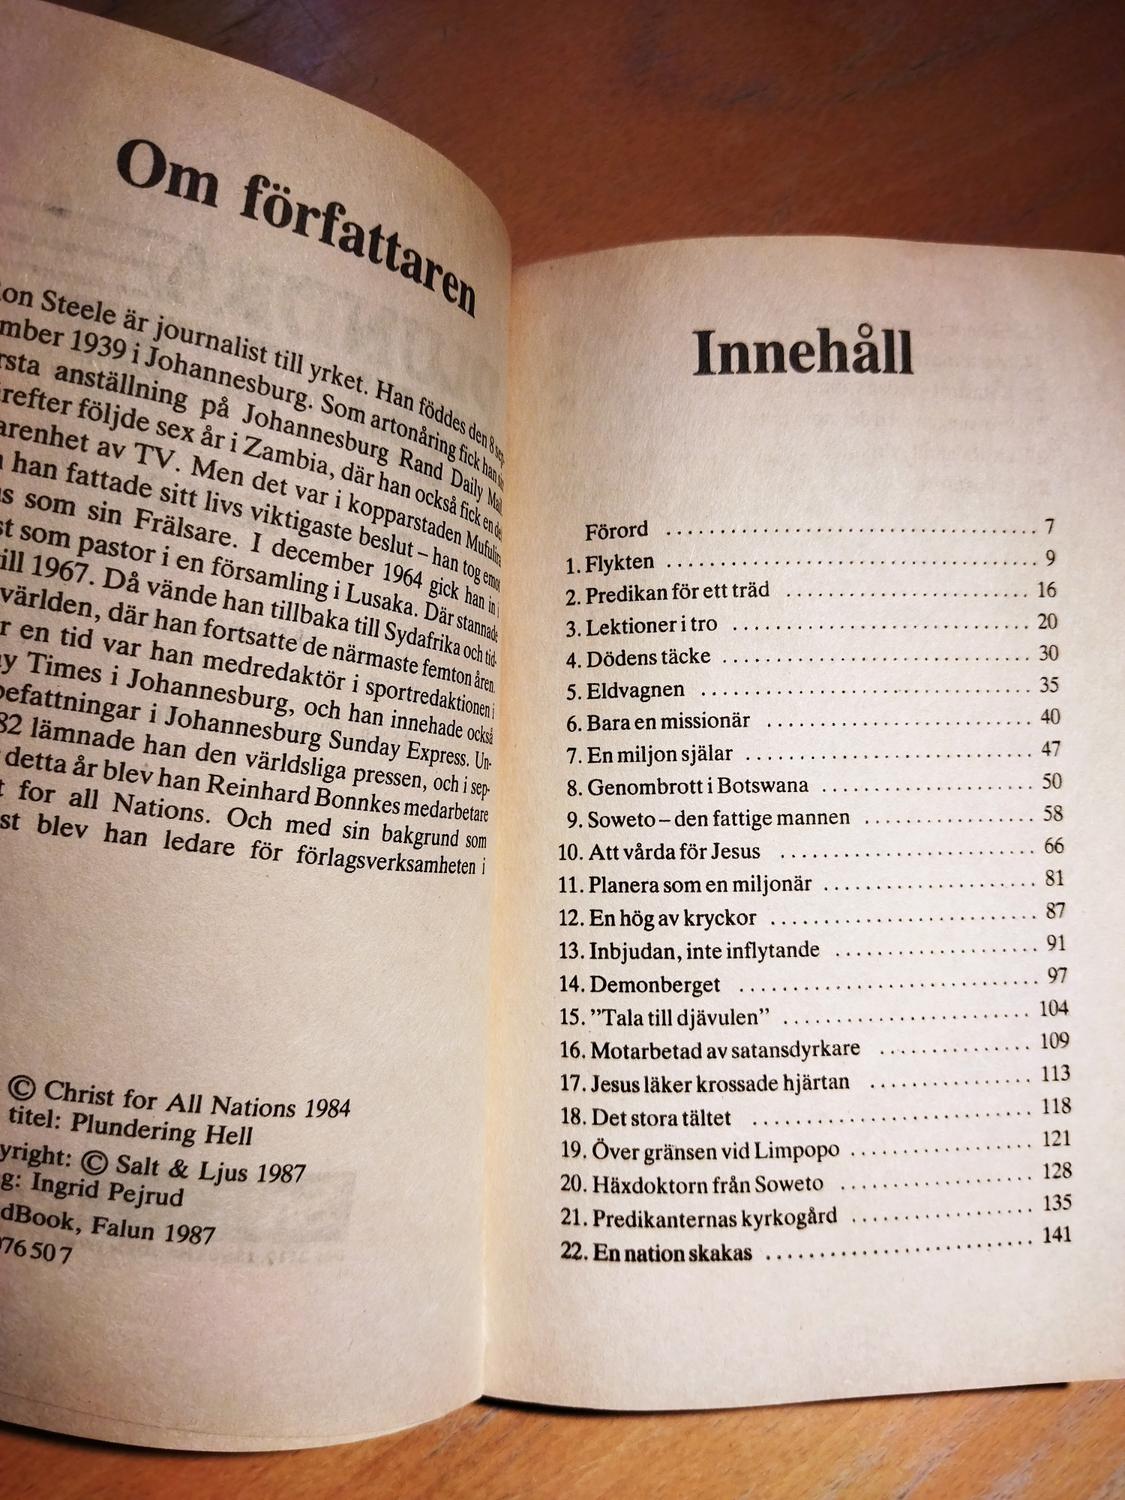 Om författaren
on Steele är journalist till yrket. Han föddes den 8 sep-
mber 1939 i Johannesburg. Som artonåring fick han sin
rsta anställning på Johannesburg Rand Daily Mail
refter följde sex år i Zambia, där han också fick en del
arenhet av TV. Men det var i kopparstaden Mufulira
han fattade sitt livs viktigaste beslut – han tog emot
s som sin Frälsare. I december 1964 gick han in i
st som pastor i en församling i Lusaka. Där stannade
ill 1967. Då vände han tillbaka till Sydafrika och tid-
världen, där han fortsatte de närmaste femton åren.
r en tid var han medredaktör i sportredaktionen i
y Times i Johannesburg, och han innehade också
befattningar i Johannesburg Sunday Express. Un-
82 lämnade han den världsliga pressen, och i sep-
detta år blev han Reinhard Bonnkes medarbetare
t for all Nations. Och med sin bakgrund som
st blev han ledare för förlagsverksamheten i
© Christ for All Nations 1984
titel: Plundering Hell
yright: © Salt & Ljus 1987
g: Ingrid Pejrud
dBook, Falun 1987
76 50 7
Innehåll
Förord .................................... 7
1. Flykten .................................... 9
2. Predikan för ett träd .......................... 16
3. Lektioner i tro .............................. 20
4. Dödens täcke .............................. 30
5. Eldvagnen ................................ 35
6. Bara en missionär .......................... 40
7. En miljon själar ............................ 47
8. Genombrott i Botswana ..................... 50
9. Soweto – den fattige mannen ................. 58
10. Att vårda för Jesus ......................... 66
11. Planera som en miljonär ..................... 81
12. En hög av kryckor .......................... 87
13. Inbjudan, inte inflytande .................... 91
14. Demonberget ............................. 97
15. ”Tala till djävulen” ......................... 104
16. Motarbetad av satansdyrkare ............... 109
17. Jesus läker krossade hjärtan ................ 113
18. Det stora tältet ............................ 118
19. Över gränsen vid Limpopo .................. 121
20. Häxdoktorn från Soweto ................... 128
21. Predikanternas kyrkogård .................. 135
22. En nation skakas .......................... 141